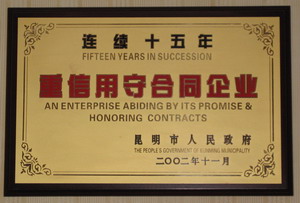 连续十五年
FIFTEEN YEARS IN SUCCESSION
重信用守合同企业
AN ENTERPRISE ABIDING BY ITS PROMISE &
HONORING CONTRACTS
昆明市人民政府
THE PEOPLE'S GOVERNMENT OF KUNMING MUNICIPALITY
二〇〇二年十一月